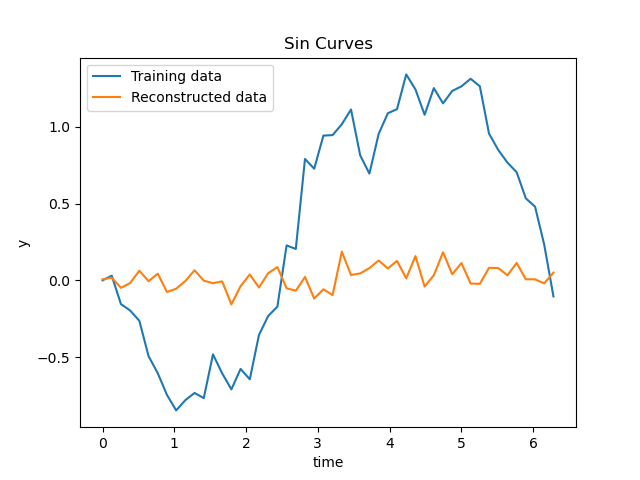 Sin Curves
Training data
Reconstructed data
1.0
0.5
0.0
−0.5
y
0 1 2 3 4 5 6
time